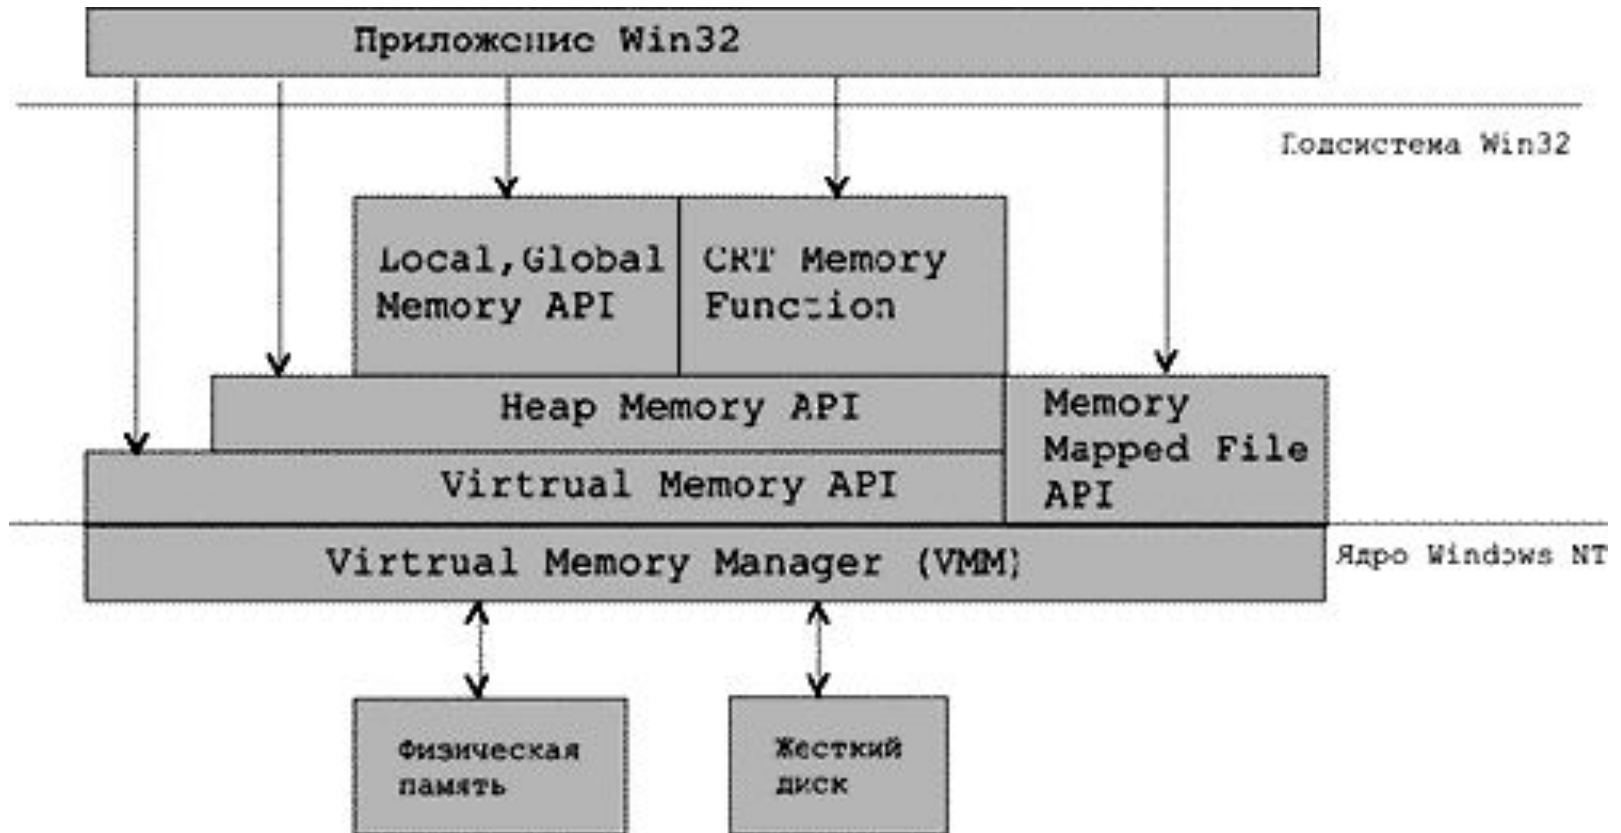 Приложение Win32
Подсистема Win32
Local,Global
Memory API
CRT Memory
Function
Heap Memory API
Memory
Mapped File
API
Virtrual Memory API
Virtrual Memory Manager (VMM)
Ядро Windows NT
Физическая
память
Жесткий
диск